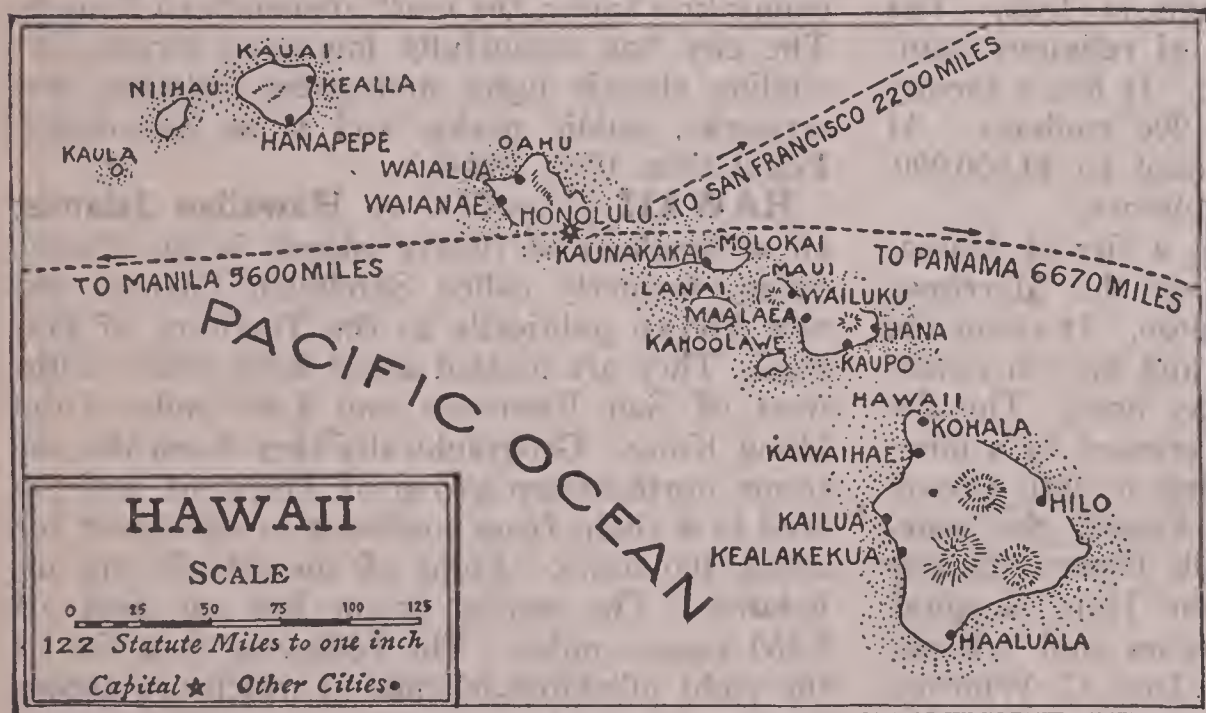 KAUAI
NIIHAU
KEALLA
HANAPEPE
KAULA
OAHU
WAIALUA
WAIANAE
HONOLULU
TO SAN FRANCISCO 2200 MILES
KAUNAKAKAI
MOLOKAI
TO MANILA 5600 MILES
TO PANAMA 6670 MILES
MAUI
LANAI
WAILUKU
MAALAEA
HANA
KAHOOLAWE
KAUPO
PACIFIC OCEAN
HAWAII
KOHALA
KAWAIHAE
HILO
KAILUA
KEALAKEKUA
HAALUALA
HAWAII
SCALE
0 25 50 75 100 125
122 Statute Miles to one inch
Capital ★ Other Cities •